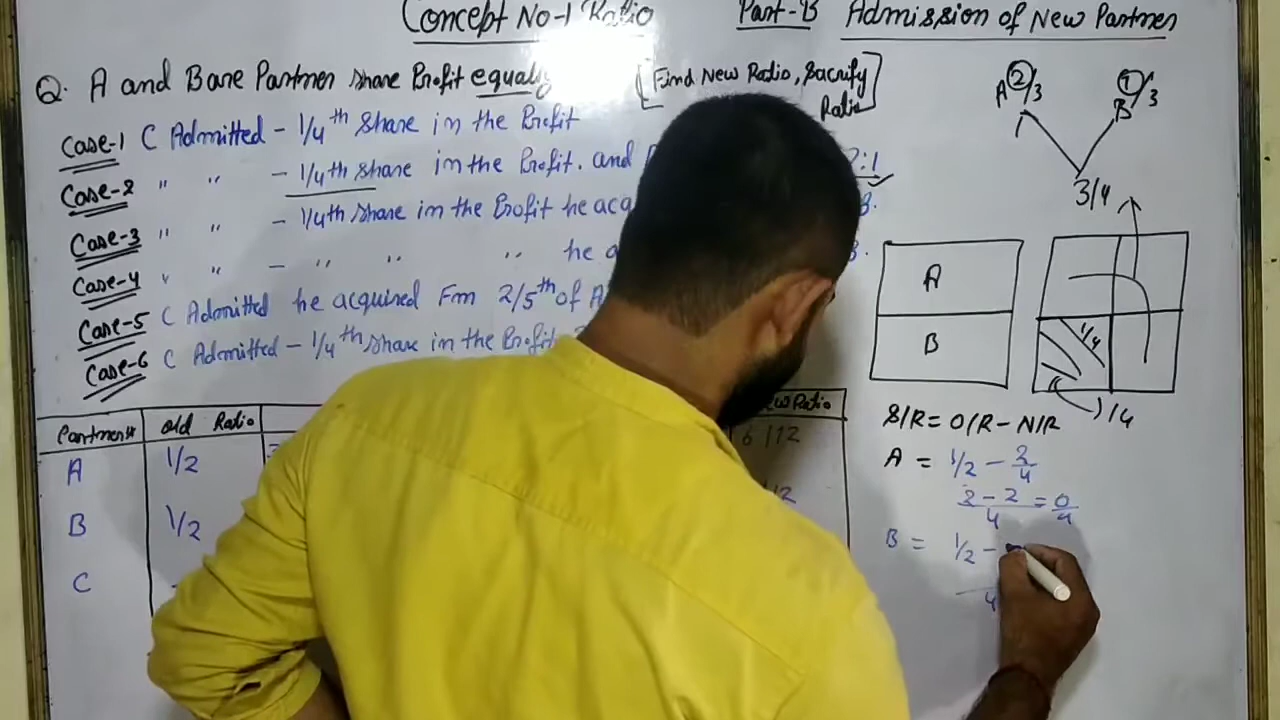 Concept No-1 Ratio Part-B Admission of New Partner
Q. A and B are Partner share Profit equally [Find New Ratio, Sacrify Ratio]
Case-1 C Admitted - 1/4th share in the Profit
Case-2 " " - 1/4th share in the Profit. and 2:1
Case-3 " " - 1/4th share in the Profit he acq B.
Case-4 " " - " " " he a B.
Case-5 C Admitted he acquired Fm 2/5th of A
Case-6 C Admitted - 1/4th share in the Profit
Partners Old Ratio New Ratio
A 1/2 6/12
B 1/2 12
C
A 2/3 B 1/3
3/4
A
B
1/4
1/4
S/R = O/R - N/R
A = 1/2 - 2/4
2 - 2 = 0
4 4
B = 1/2 -
4